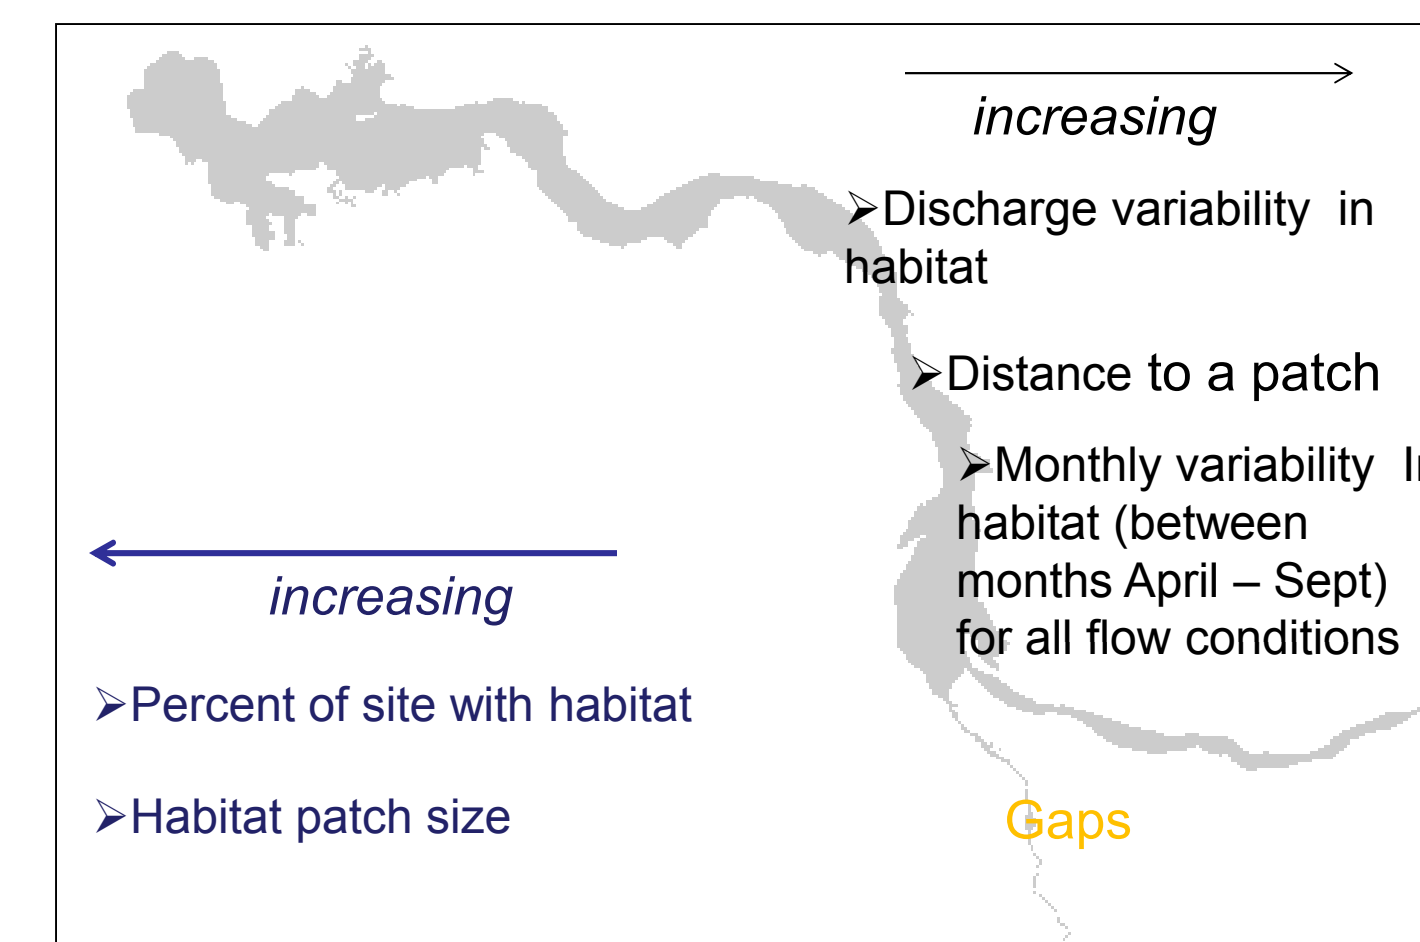 increasing
➢Discharge variability in
habitat
➢Distance to a patch
➢Monthly variability
habitat (between
months April – Sept)
for all flow conditions
increasing
➢Percent of site with habitat
➢Habitat patch size
Gaps